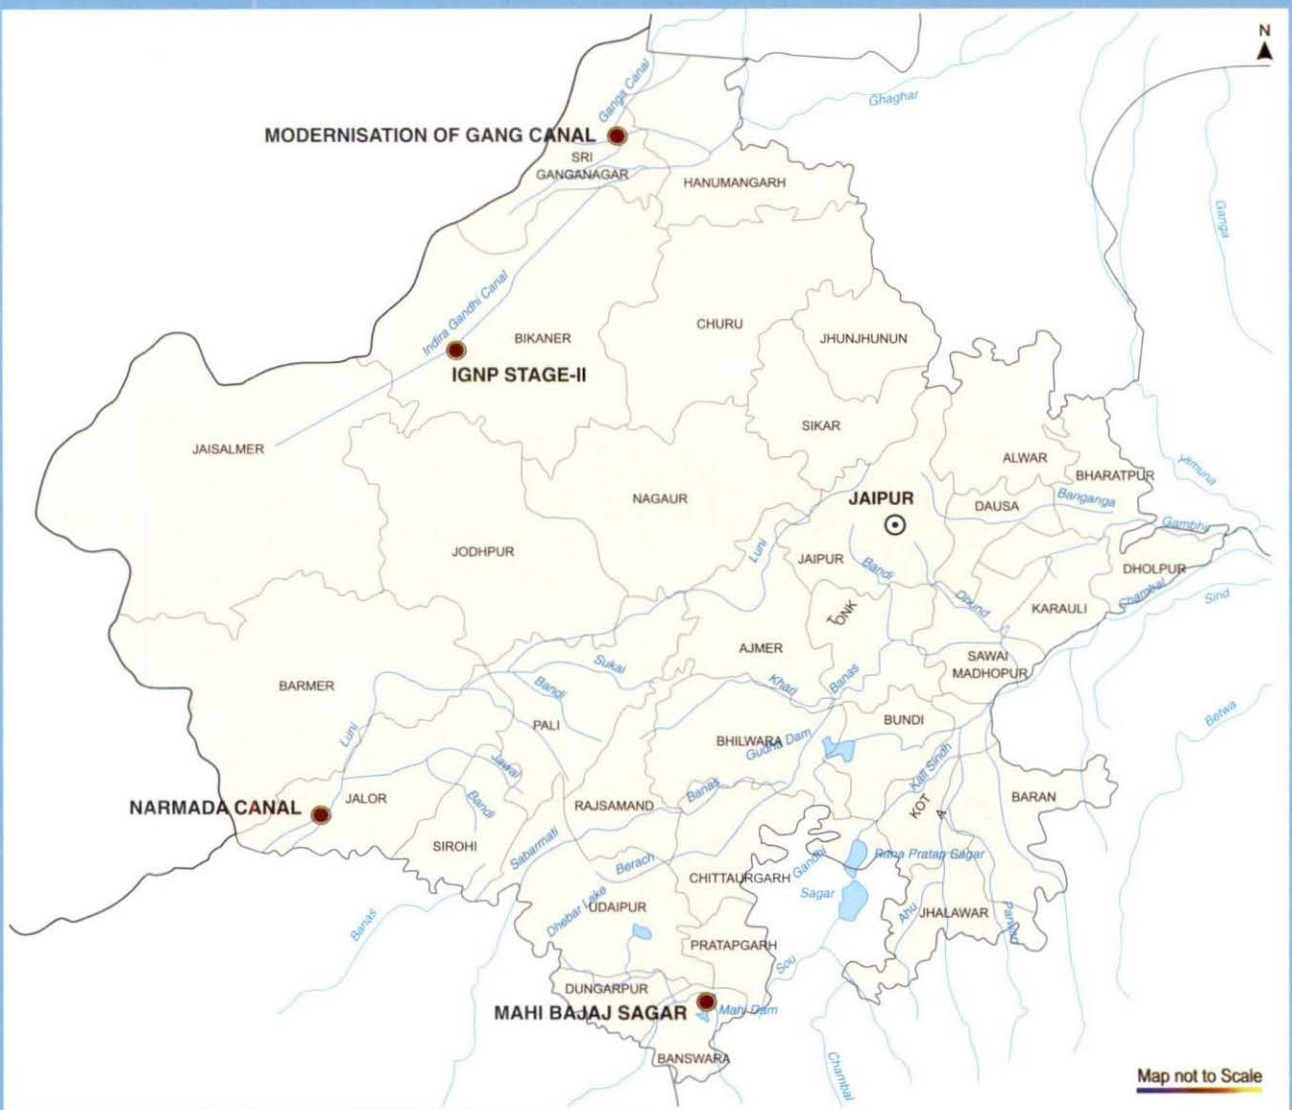 N
Ganga Canal
Ghaghar
MODERNISATION OF GANG CANAL
SRI
GANGANAGAR
HANUMANGARH
Ganga
Indira Gandhi Canal
CHURU
BIKANER
JHUNJHUNUN
IGNP STAGE-II
SIKAR
JAISALMER
ALWAR
BHARATPUR
Yamuna
NAGAUR
JAIPUR
DAUSA
Banganga
Gambhir
JODHPUR
Luni
JAIPUR
Bandi
DHOLPUR
Chambal
Sind
Dhund
KARAULI
TONK
AJMER
SAWAI
MADHOPUR
Sukai
Bandi
BARMER
Khari
Banas
Luni
PALI
BHILWARA
Gudha Dam
BUNDI
Betwa
Jawai
Kali Sindh
NARMADA CANAL
JALOR
Bandi
RAJSAMAND
Banas
KOTA
BARAN
SIROHI
Sabarmati
Berach
CHITTAURGARH
Gandhi
Sagar
Rana Pratap Sagar
Dhebar Lake
UDAIPUR
Banas
Ahu
JHALAWAR
Parwan
PRATAPGARH
Sou
DUNGARPUR
MAHI BAJAJ SAGAR
Mahi Dam
BANSWARA
Chambal
Map not to Scale